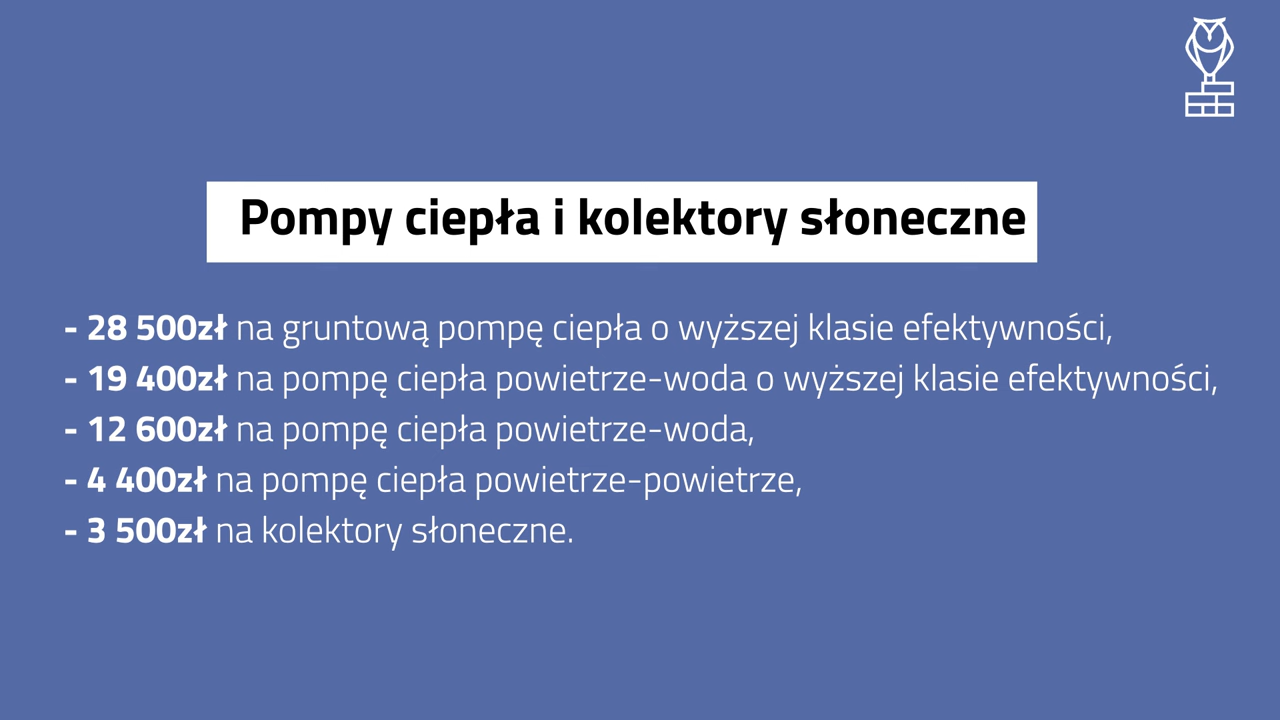 Pompy ciepła i kolektory słoneczne
- 28 500zł na gruntową pompę ciepła o wyższej klasie efektywności,
- 19 400zł na pompę ciepła powietrze-woda o wyższej klasie efektywności,
- 12 600zł na pompę ciepła powietrze-woda,
- 4 400zł na pompę ciepła powietrze-powietrze,
- 3 500zł na kolektory słoneczne.